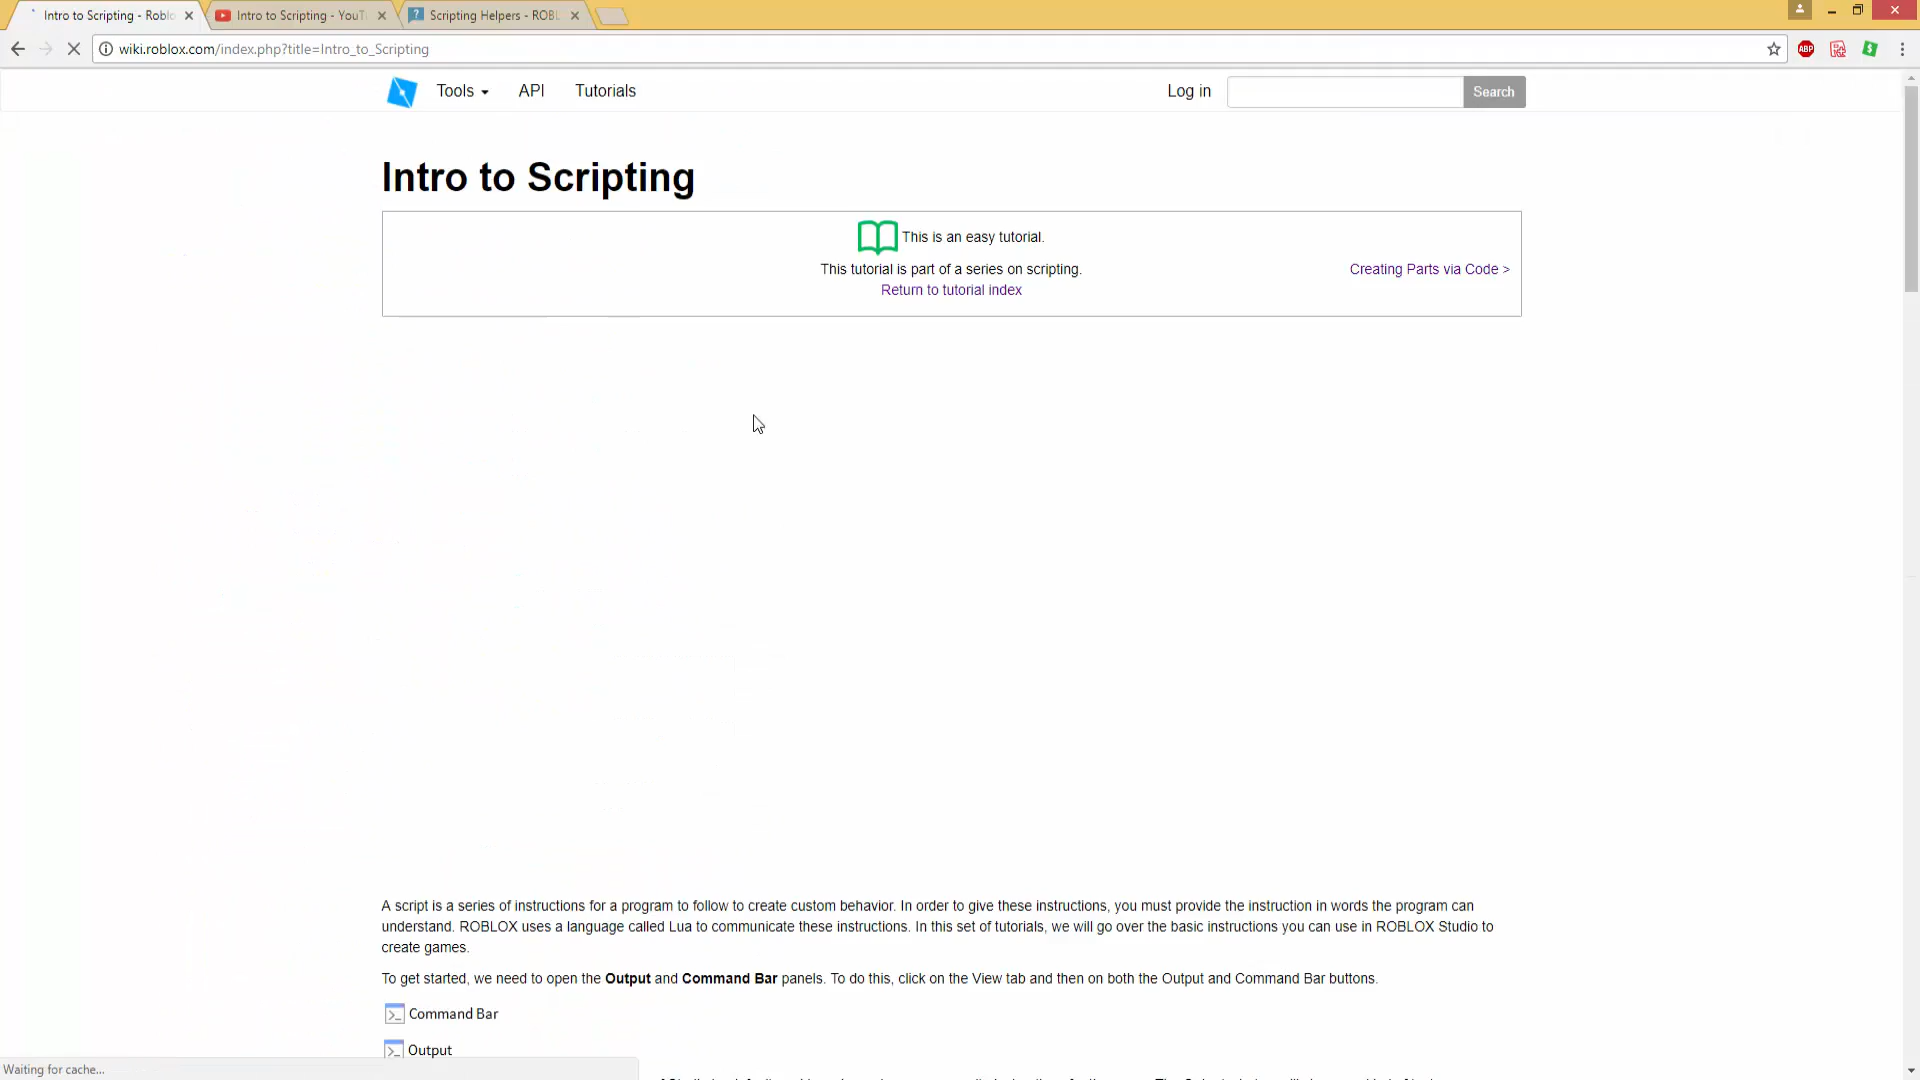 Intro to Scripting - Roblo
Intro to Scripting - YouT
Scripting Helpers - ROBL
wiki.roblox.com/index.php?title=Intro_to_Scripting
ABP
Tools
API
Tutorials
Log in
Search
Intro to Scripting
This is an easy tutorial.
This tutorial is part of a series on scripting.
Creating Parts via Code >
Return to tutorial index
A script is a series of instructions for a program to follow to create custom behavior. In order to give these instructions, you must provide the instruction in words the program can
understand. ROBLOX uses a language called Lua to communicate these instructions. In this set of tutorials, we will go over the basic instructions you can use in ROBLOX Studio to
create games.
To get started, we need to open the Output and Command Bar panels. To do this, click on the View tab and then on both the Output and Command Bar buttons.
Command Bar
Output
Waiting for cache...